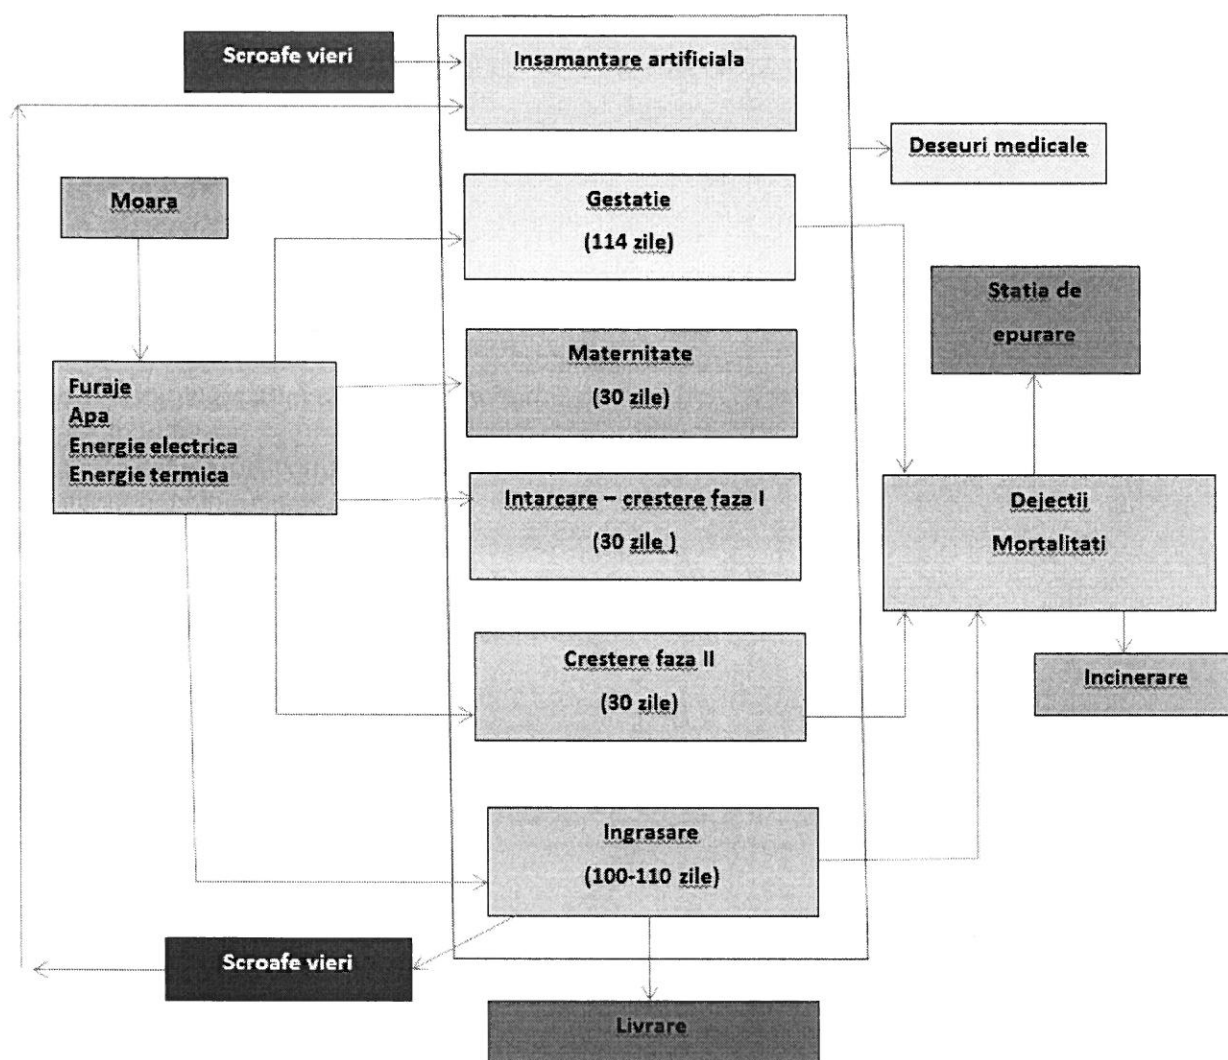 Scroafe vieri
Insamantare artificiala
Deseuri medicale
Moara
Gestatie
(114 zile)
Statia de
epurare
Maternitate
(30 zile)
Furaje
Apa
Energie electrica
Energie termica
Intarcare – crestere faza I
(30 zile )
Dejectii
Mortalitati
Crestere faza II
(30 zile)
Incinerare
Ingrasare
(100-110 zile)
Scroafe vieri
Livrare